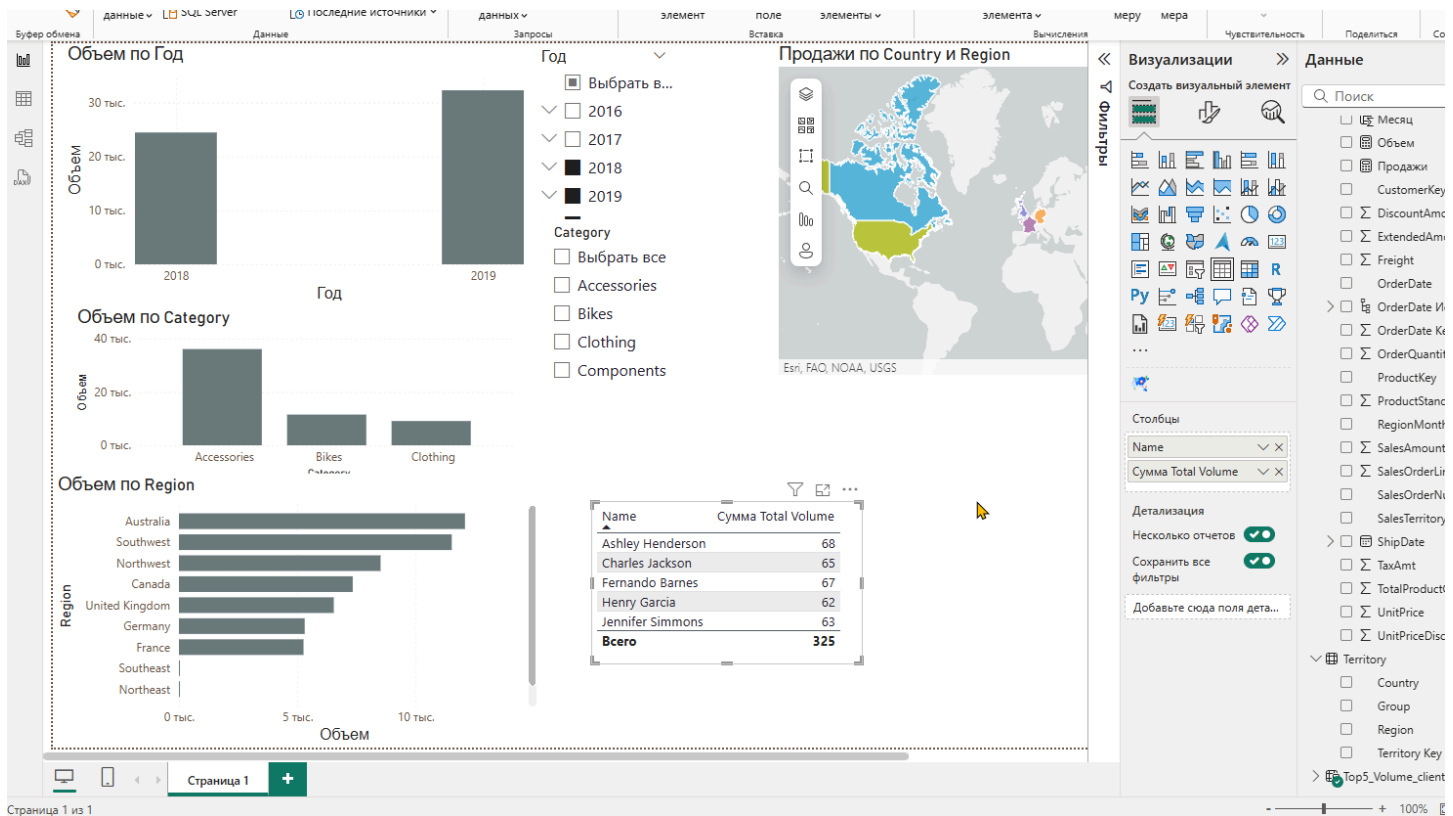 данные
SQL Server
Последние источники
данных
элемент
поле
элементы
элемента
меру
мера
Буфер обмена
Данные
Запросы
Вставка
Вычисления
Чувствительность
Поделиться
Объем по Год
30 тыс.
20 тыс.
10 тыс.
0 тыс.
Объем
2018
2019
Год
Объем по Category
40 тыс.
20 тыс.
0 тыс.
Объем
Accessories
Bikes
Clothing
Category
Объем по Region
Region
Australia
Southwest
Northwest
Canada
United Kingdom
Germany
France
Southeast
Northeast
0 тыс.
5 тыс.
10 тыс.
Объем
Год
Выбрать в...
2016
2017
2018
2019
Category
Выбрать все
Accessories
Bikes
Clothing
Components
Продажи по Country и Region
Esri, FAO, NOAA, USGS
Name Сумма Total Volume
Ashley Henderson 68
Charles Jackson 65
Fernando Barnes 67
Henry Garcia 62
Jennifer Simmons 63
Всего 325
Фильтры
Визуализации
Создать визуальный элемент
123
R
Py
123
...
Столбцы
Name
Сумма Total Volume
Детализация
Несколько отчетов
Сохранить все
фильтры
Добавьте сюда поля дета...
Данные
Поиск
Месяц
Объем
Продажи
CustomerKey
DiscountAmo
ExtendedAmo
Freight
OrderDate
OrderDate Ис
OrderDate Ke
OrderQuantit
ProductKey
ProductStand
RegionMonth
SalesAmount
SalesOrderLin
SalesOrderNu
SalesTerritory
ShipDate
TaxAmt
TotalProductC
UnitPrice
UnitPriceDisc
Territory
Country
Group
Region
Territory Key
Top5_Volume_client
DAX
Страница 1
+
Страница 1 из 1
- + 100%